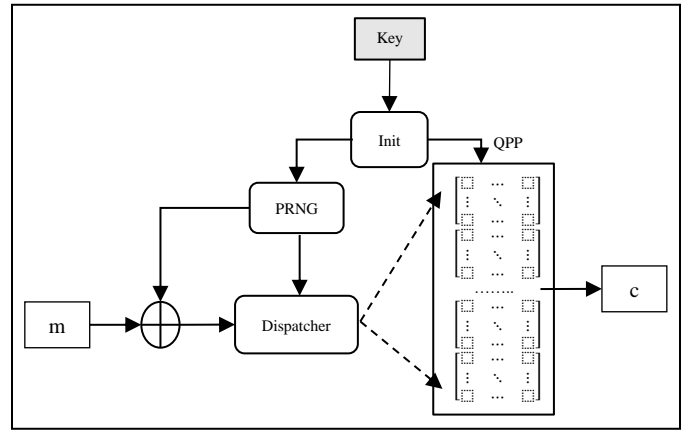 Key
Init
QPP
PRNG
m
Dispatcher
c